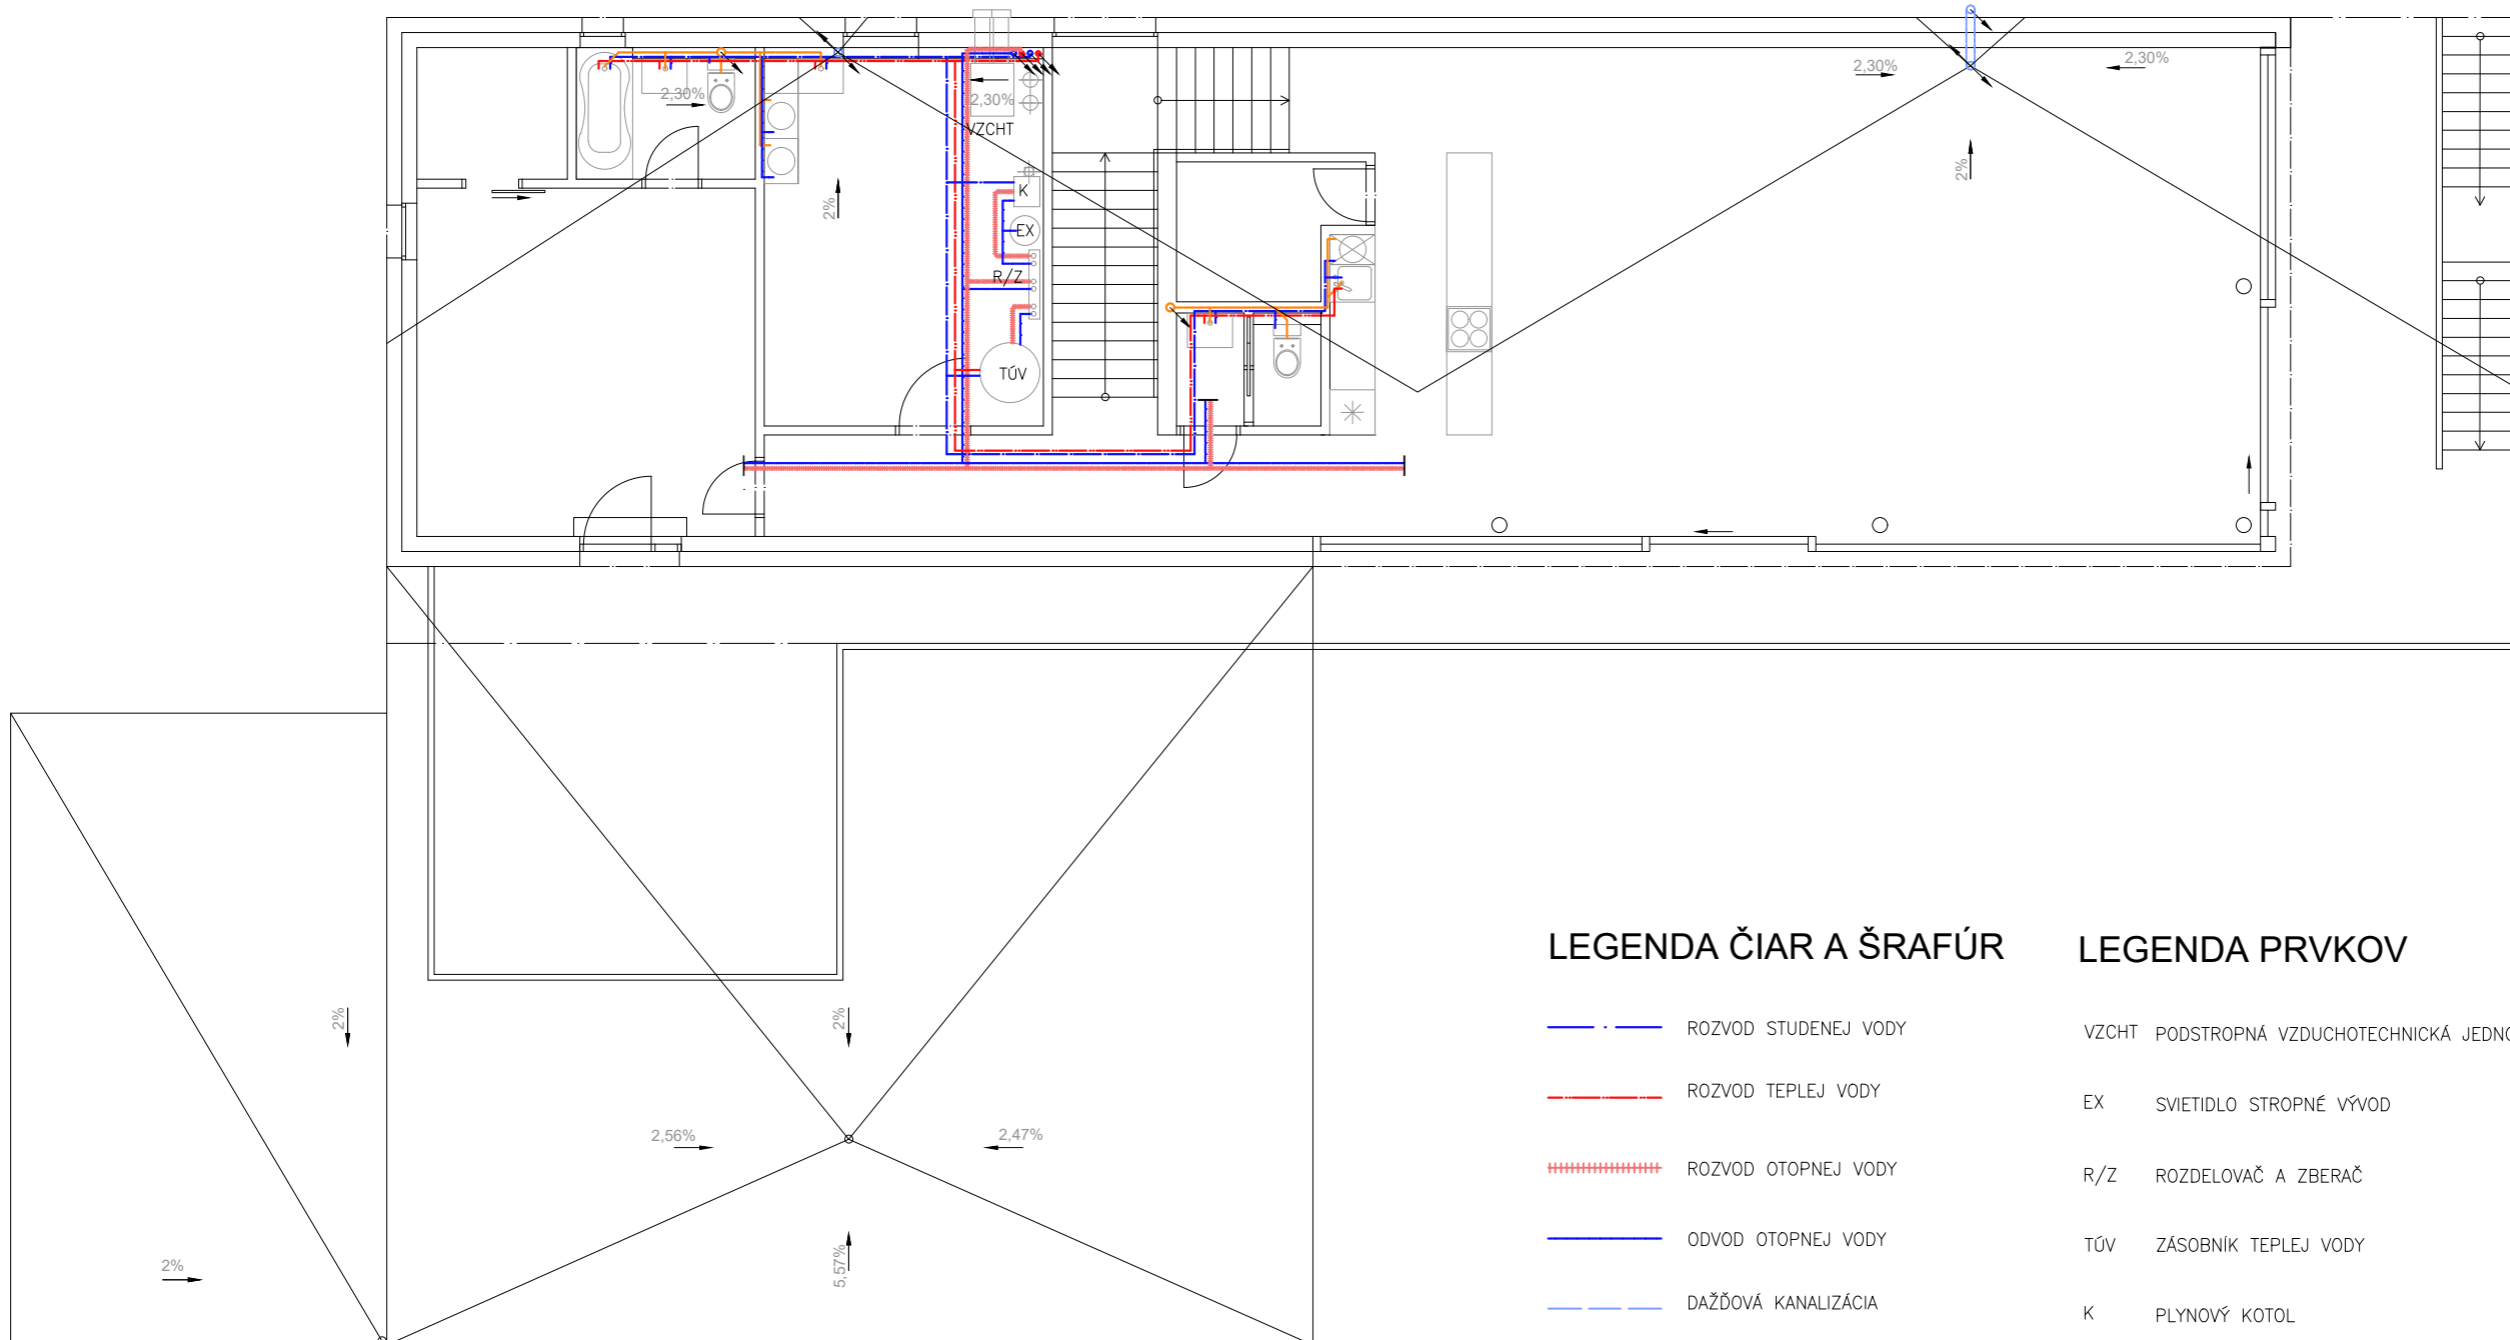 2,30%
2,30%
2,30%
2,30%
VZCHT
2%
2%
K
EX
R/Z
TÚV
2%
2%
2,56%
2,47%
5,57%
2%
LEGENDA ČIAR A ŠRAFÚR
ROZVOD STUDENEJ VODY
ROZVOD TEPLEJ VODY
ROZVOD OTOPNEJ VODY
ODVOD OTOPNEJ VODY
DAŽĎOVÁ KANALIZÁCIA
LEGENDA PRVKOV
VZCHT PODSTROPNÁ VZDUCHOTECHNICKÁ
EX SVIETIDLO STROPNÉ VÝVOD
R/Z ROZDELOVAČ A ZBERAČ
TÚV ZÁSOBNÍK TEPLEJ VODY
K PLYNOVÝ KOTOL